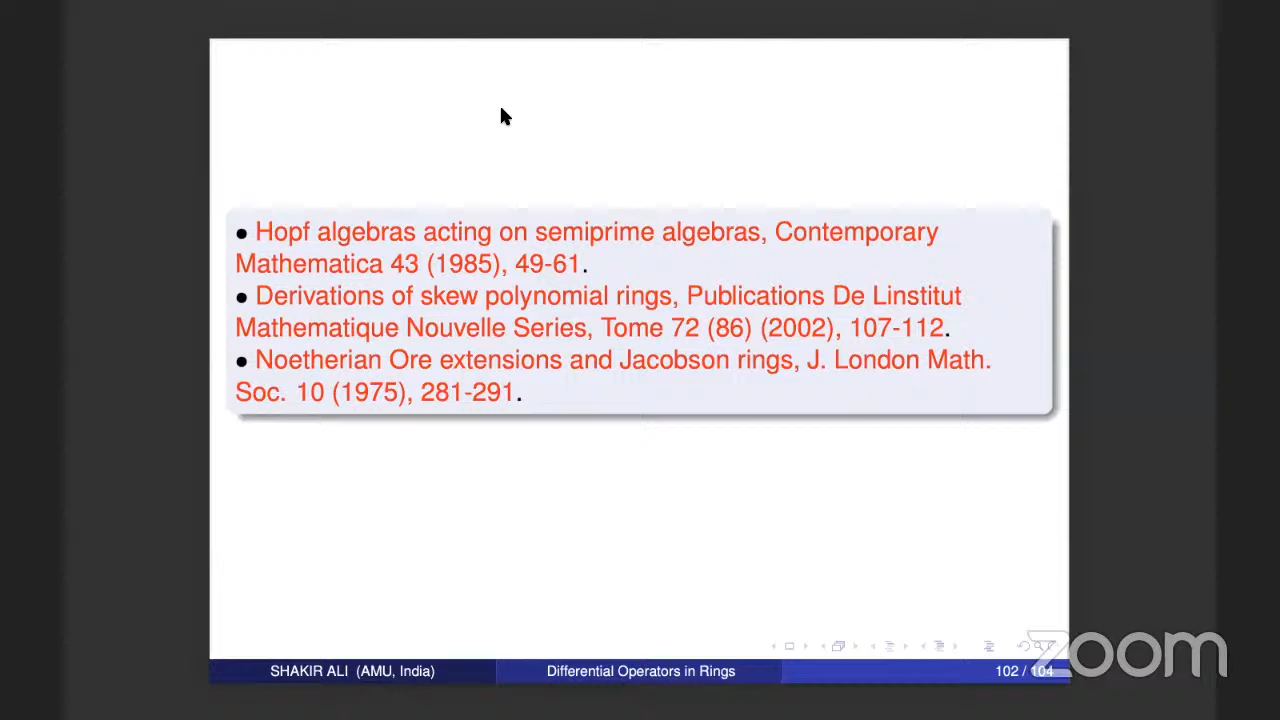 • Hopf algebras acting on semiprime algebras, Contemporary
Mathematica 43 (1985), 49-61.
• Derivations of skew polynomial rings, Publications De Linstitut
Mathematique Nouvelle Series, Tome 72 (86) (2002), 107-112.
• Noetherian Ore extensions and Jacobson rings, J. London Math.
Soc. 10 (1975), 281-291.
SHAKIR ALI (AMU, India) Differential Operators in Rings 102 / 104
zoom